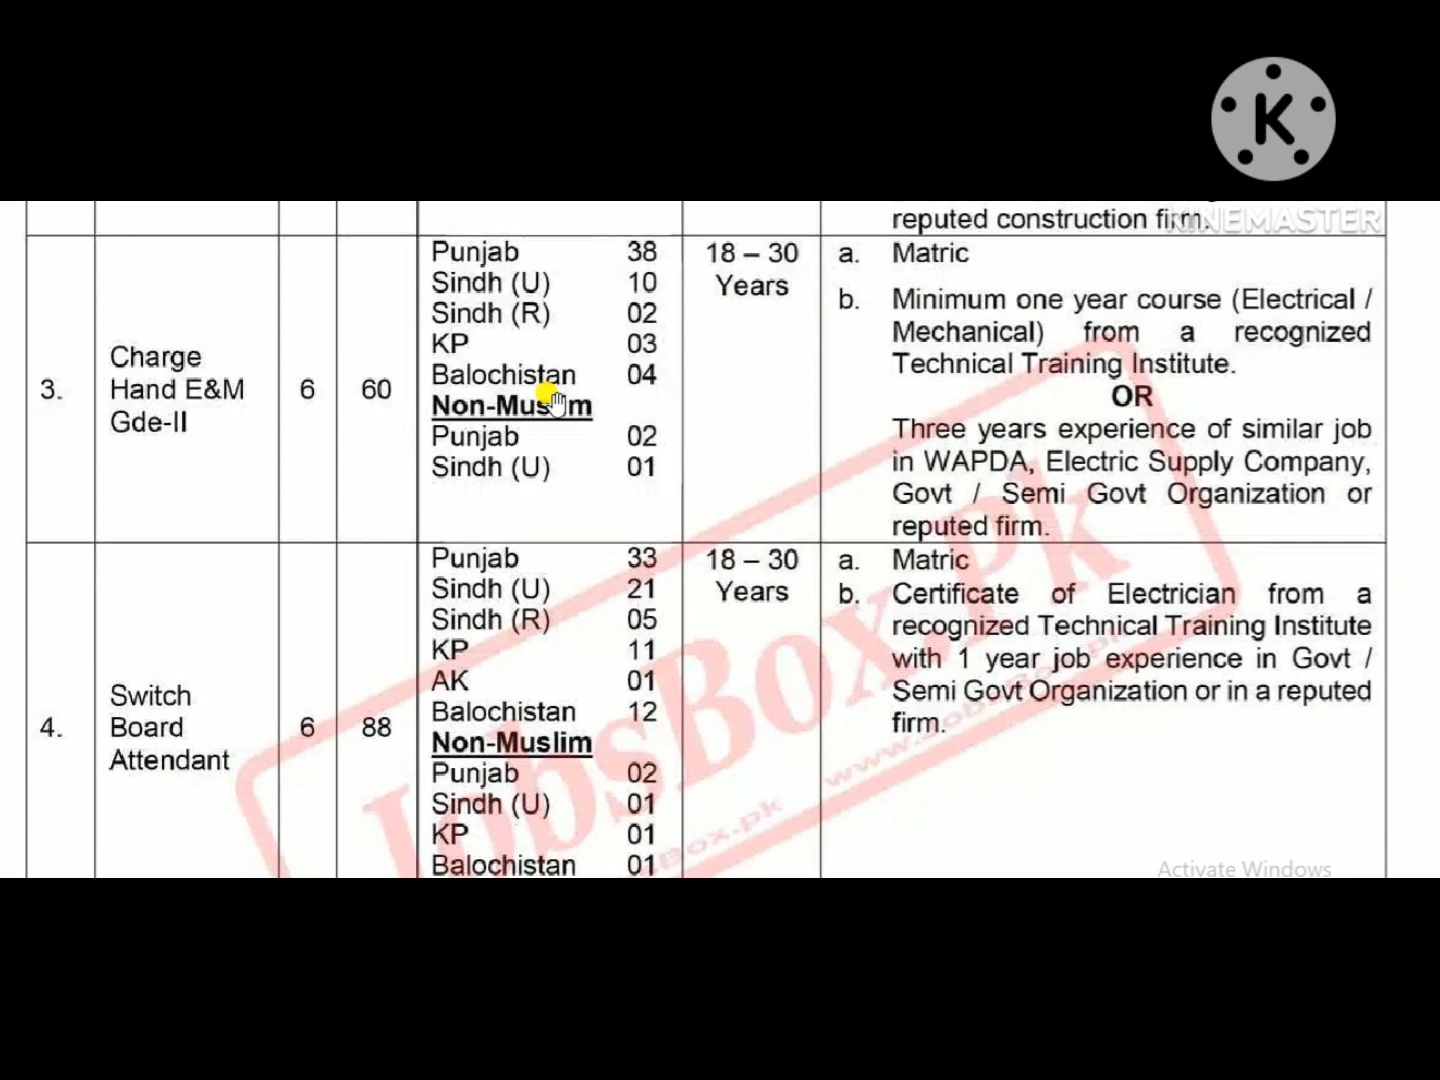 K
KINEMASTER
reputed construction firm.
3.
Charge
Hand E&M
Gde-II
6
60
Punjab 38
Sindh (U) 10
Sindh (R) 02
KP 03
Balochistan 04
Non-Muslim
Punjab 02
Sindh (U) 01
18 – 30
Years
a. Matric
b. Minimum one year course (Electrical /
Mechanical) from a recognized
Technical Training Institute.
OR
Three years experience of similar job
in WAPDA, Electric Supply Company,
Govt / Semi Govt Organization or
reputed firm.
4.
Switch
Board
Attendant
6
88
Punjab 33
Sindh (U) 21
Sindh (R) 05
KP 11
AK 01
Balochistan 12
Non-Muslim
Punjab 02
Sindh (U) 01
KP 01
Balochistan 01
18 – 30
Years
a. Matric
b. Certificate of Electrician from a
recognized Technical Training Institute
with 1 year job experience in Govt /
Semi Govt Organization or in a reputed
firm.
JobsBox.Pk
Activate Windows